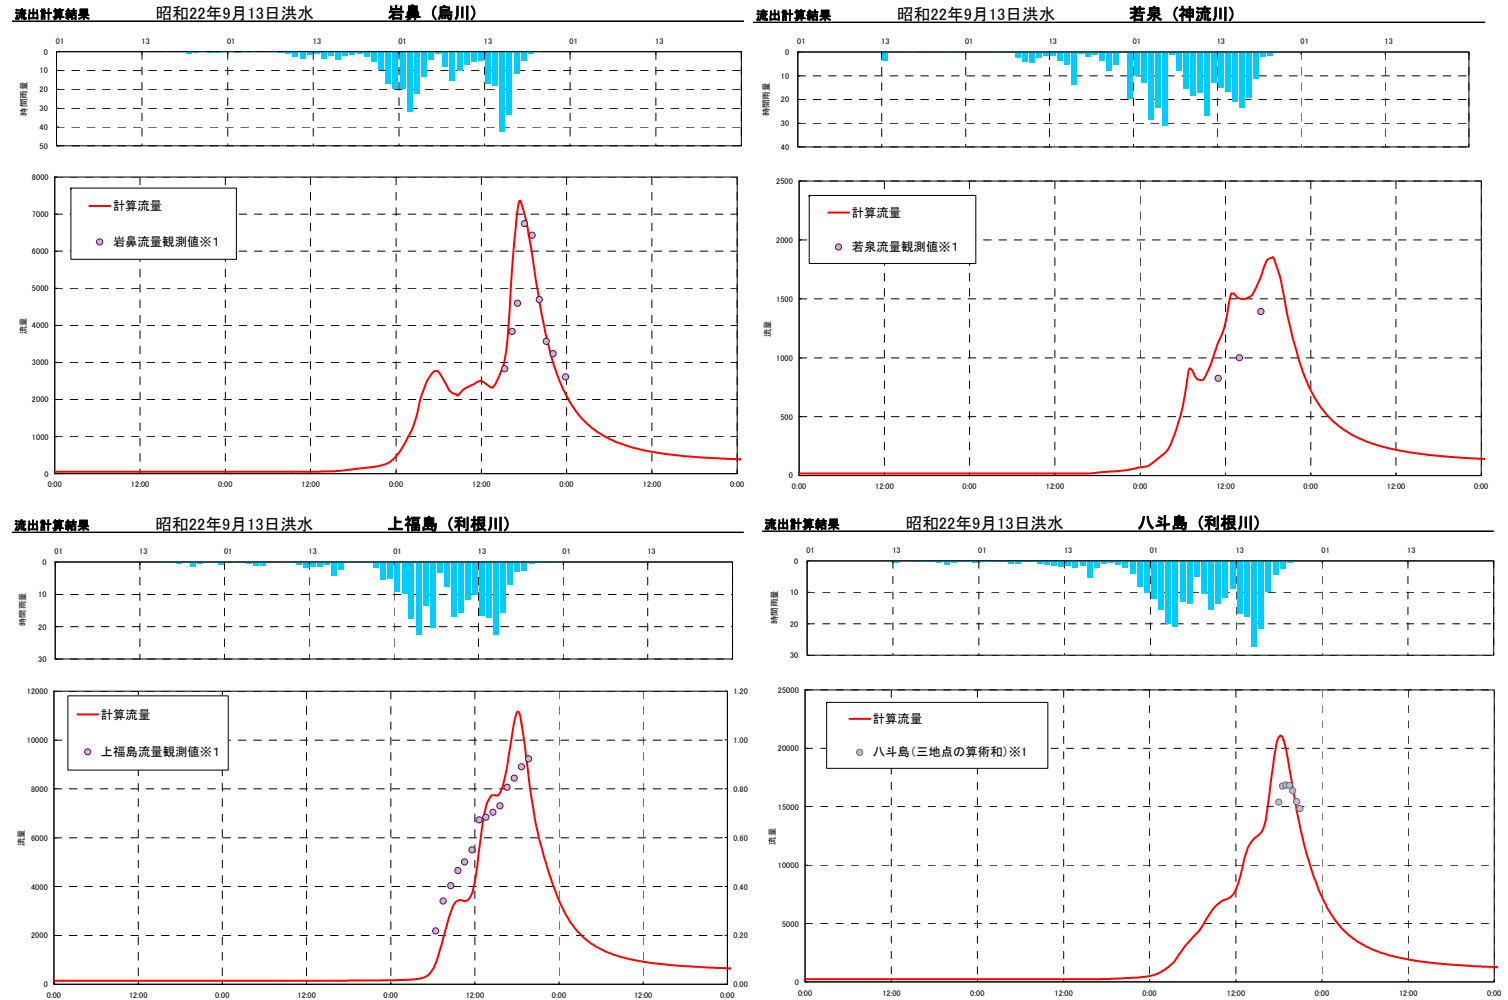 流出計算結果 昭和22年9月13日洪水 岩鼻（烏川）
01 13 01 13 01 13 01 13
0
10
20
30
40
50
時間雨量
8000
7000
6000
5000
4000
3000
2000
1000
0
流量
計算流量
岩鼻流量観測値※1
0:00 12:00 0:00 12:00 0:00 12:00 0:00 12:00 0:00
流出計算結果 昭和22年9月13日洪水 若泉（神流川）
01 13 01 13 01 13 01 13
0
10
20
30
40
時間雨量
2500
2000
1500
1000
500
0
流量
計算流量
若泉流量観測値※1
0:00 12:00 0:00 12:00 0:00 12:00 0:00 12:00 0:00
流出計算結果 昭和22年9月13日洪水 上福島（利根川）
01 13 01 13 01 13 01 13
0
10
20
30
時間雨量
12000
10000
8000
6000
4000
2000
0
流量
1.20
1.00
0.80
0.60
0.40
0.20
0.00
計算流量
上福島流量観測値※1
0:00 12:00 0:00 12:00 0:00 12:00 0:00 12:00 0:00
流出計算結果 昭和22年9月13日洪水 八斗島（利根川）
01 13 01 13 01 13 01 13
0
10
20
30
時間雨量
25000
20000
15000
10000
5000
0
流量
計算流量
八斗島（三地点の算術和）※1
0:00 12:00 0:00 12:00 0:00 12:00 0:00 12:00 0:00